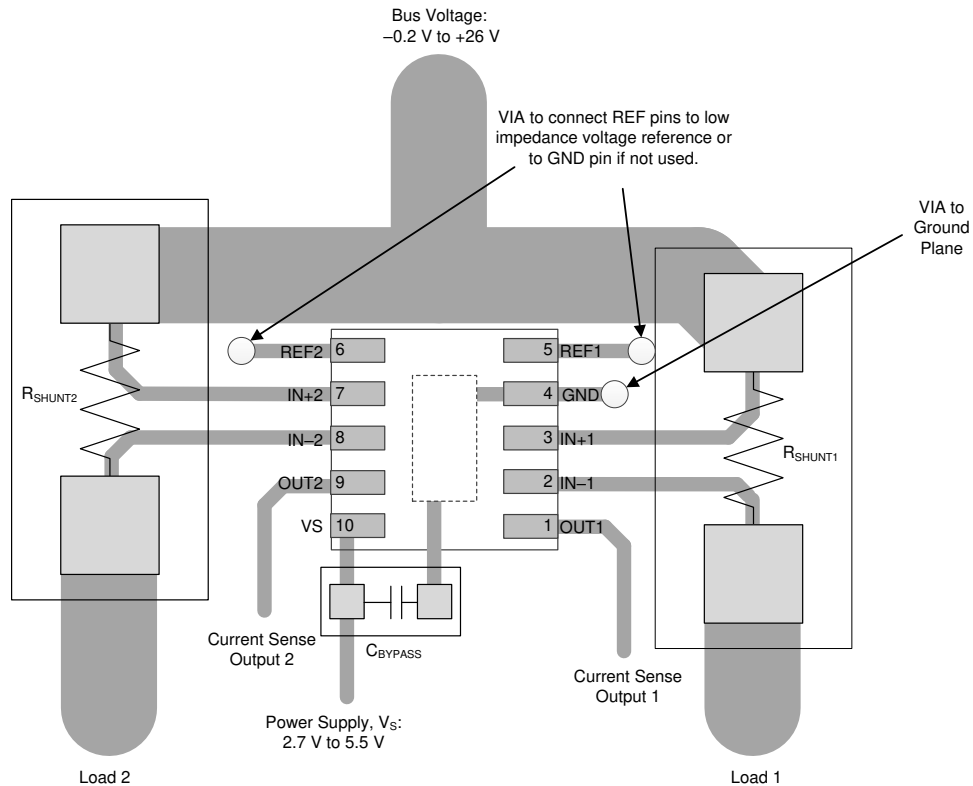 Bus Voltage:
–0.2 V to +26 V
VIA to connect REF pins to low
impedance voltage reference or
to GND pin if not used.
VIA to
Ground
Plane
REF2 6
5 REF1
IN+2 7
4 GND
RSHUNT2
IN–2 8
3 IN+1
RSHUNT1
OUT2 9
2 IN–1
VS 10
1 OUT1
CBYPASS
Current Sense
Output 2
Current Sense
Output 1
Power Supply, VS:
2.7 V to 5.5 V
Load 2
Load 1